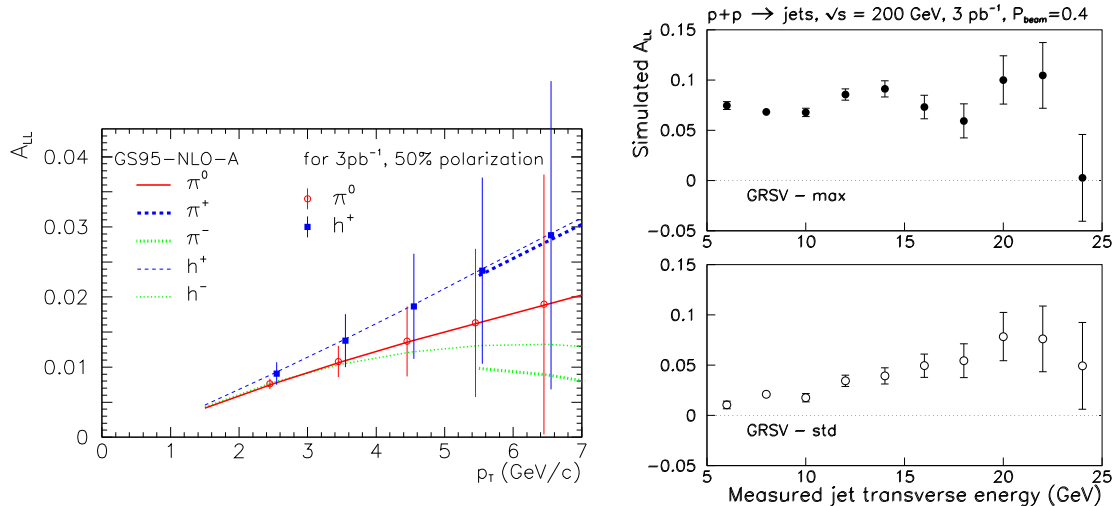 A_LL
0.04
0.03
0.02
0.01
0
GS95-NLO-A
π⁰
π⁺
π⁻
h⁺
h⁻
for 3pb⁻¹, 50% polarization
π⁰
h⁺
0 1 2 3 4 5 6 7
p_T (GeV/c)
p+p → jets, √s = 200 GeV, 3 pb⁻¹, P_beam=0.4
Simulated A_LL
0.15
0.1
0.05
0
-0.05
GRSV - max
5 10 15 20 25
0.15
0.1
0.05
0
-0.05
GRSV - std
5 10 15 20 25
Measured jet transverse energy (GeV)